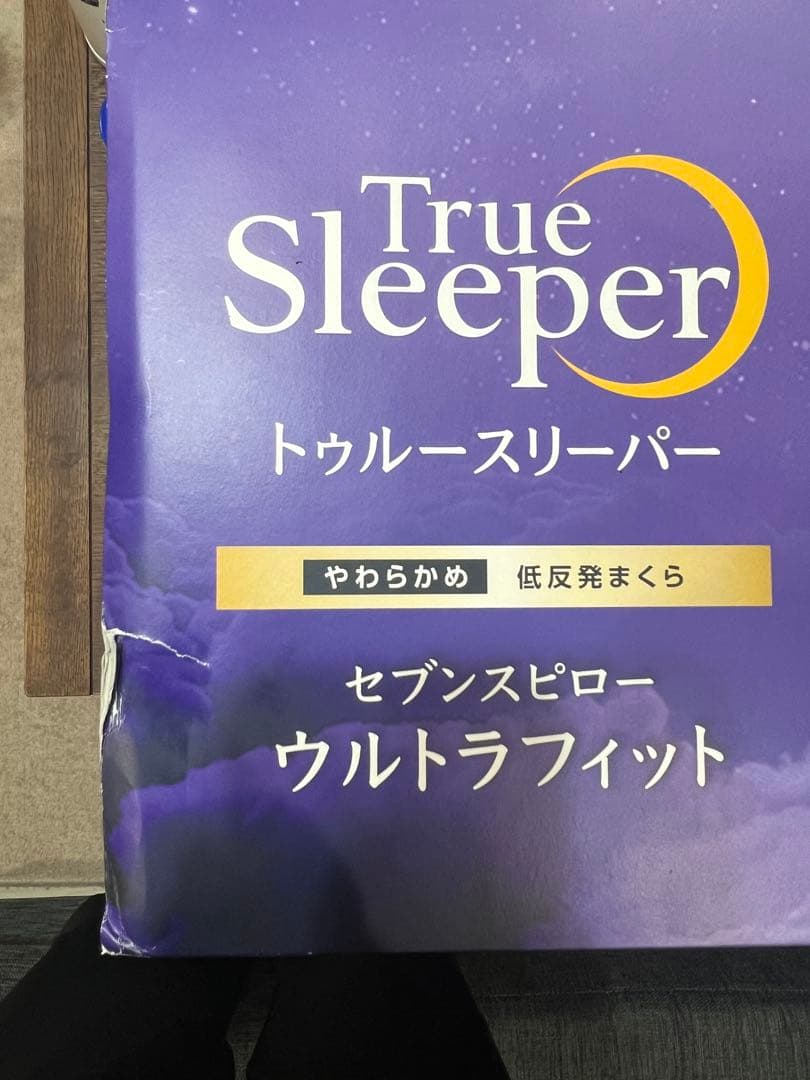 True
Sleeper
トゥルースリーパー
やわらかめ 低反発まくら
セブンスピロー
ウルトラフィット